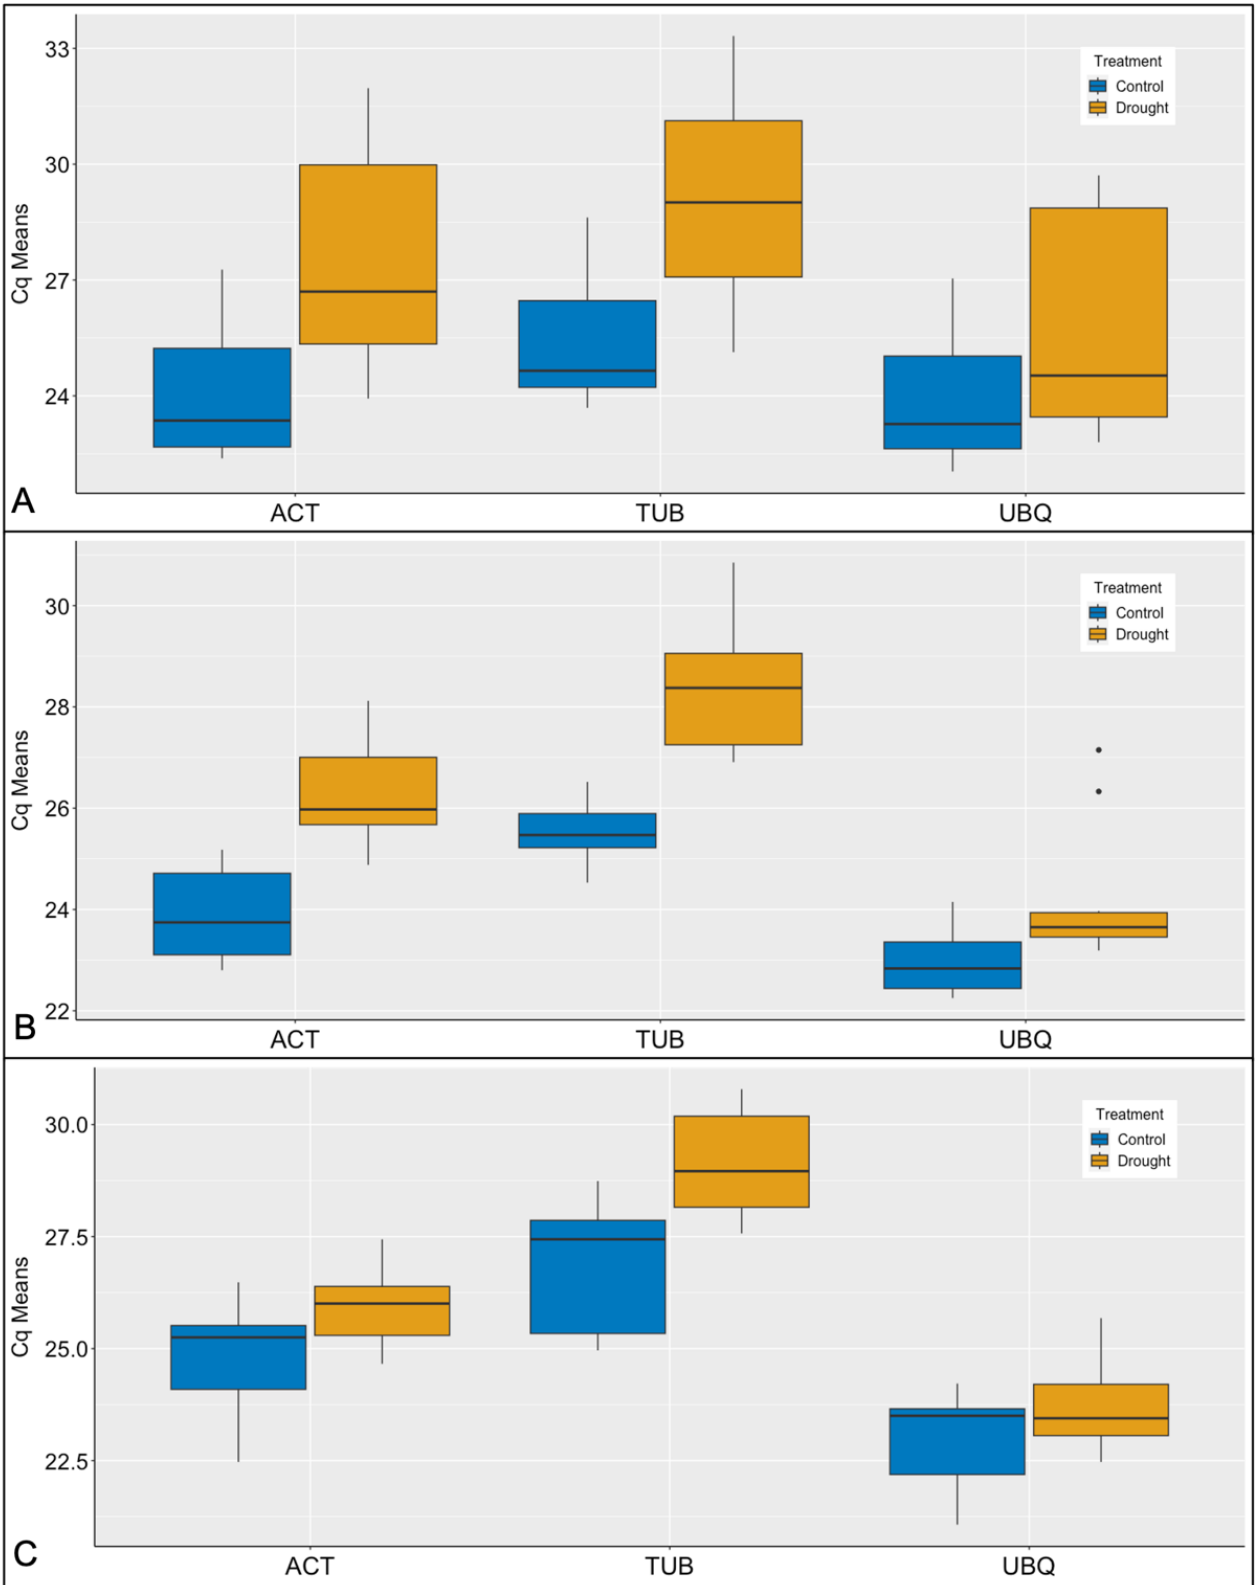 33
30
27
24
Cq Means
Treatment
Control
Drought
A
ACT TUB UBQ
30
28
26
24
22
Cq Means
Treatment
Control
Drought
B
ACT TUB UBQ
30.0
27.5
25.0
22.5
Cq Means
Treatment
Control
Drought
C
ACT TUB UBQ